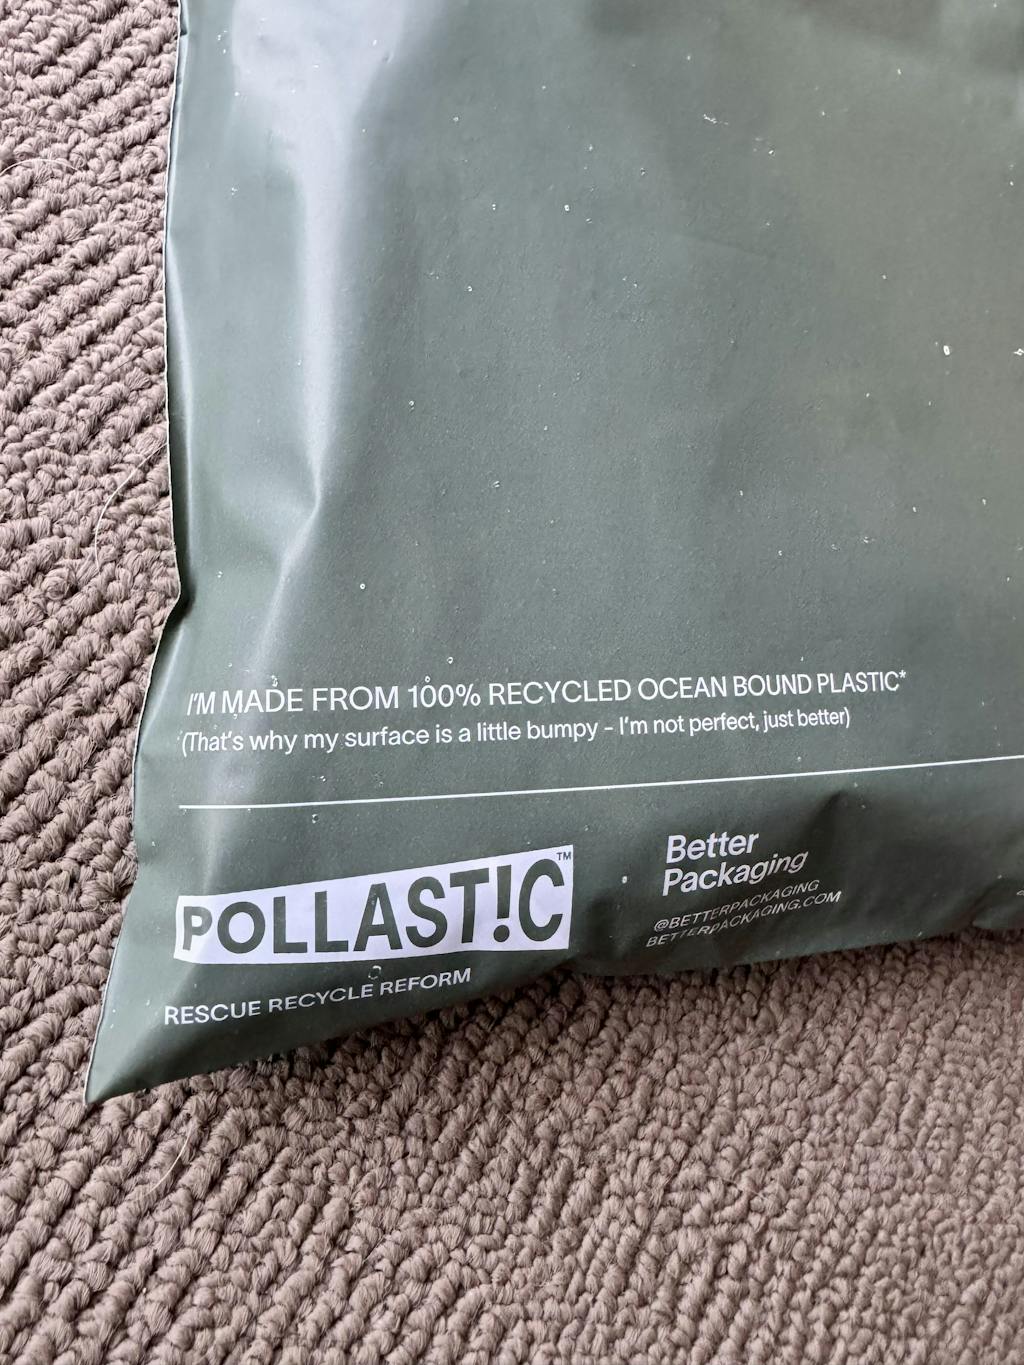 I'M MADE FROM 100% RECYCLED OCEAN BOUND PLASTIC*
(That's why my surface is a little bumpy - I'm not perfect, just better)
POLLAST!C™
RESCUE RECYCLE REFORM
Better
Packaging
@BETTERPACKAGING
BETTERPACKAGING.COM